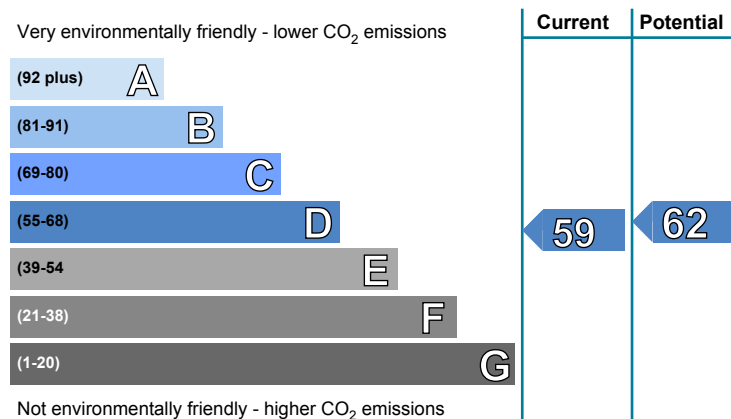 Very environmentally friendly - lower CO₂ emissions
Current
Potential
(92 plus) A
(81-91) B
(69-80) C
(55-68) D
59
62
(39-54 E
(21-38) F
(1-20) G
Not environmentally friendly - higher CO₂ emissions